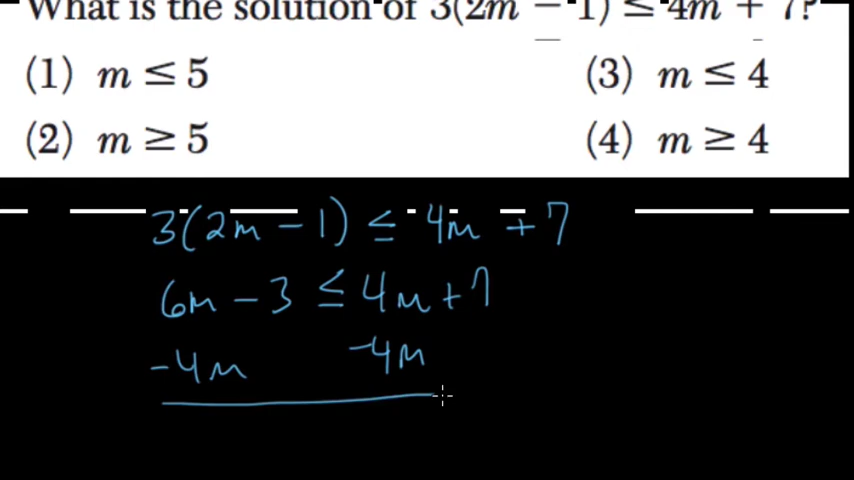 What is the solution of 3(2m − 1) ≤ 4m + 7?
(1) m ≤ 5
(3) m ≤ 4
(2) m ≥ 5
(4) m ≥ 4
3(2m − 1) ≤ 4m + 7
6m − 3 ≤ 4m + 7
−4m −4m